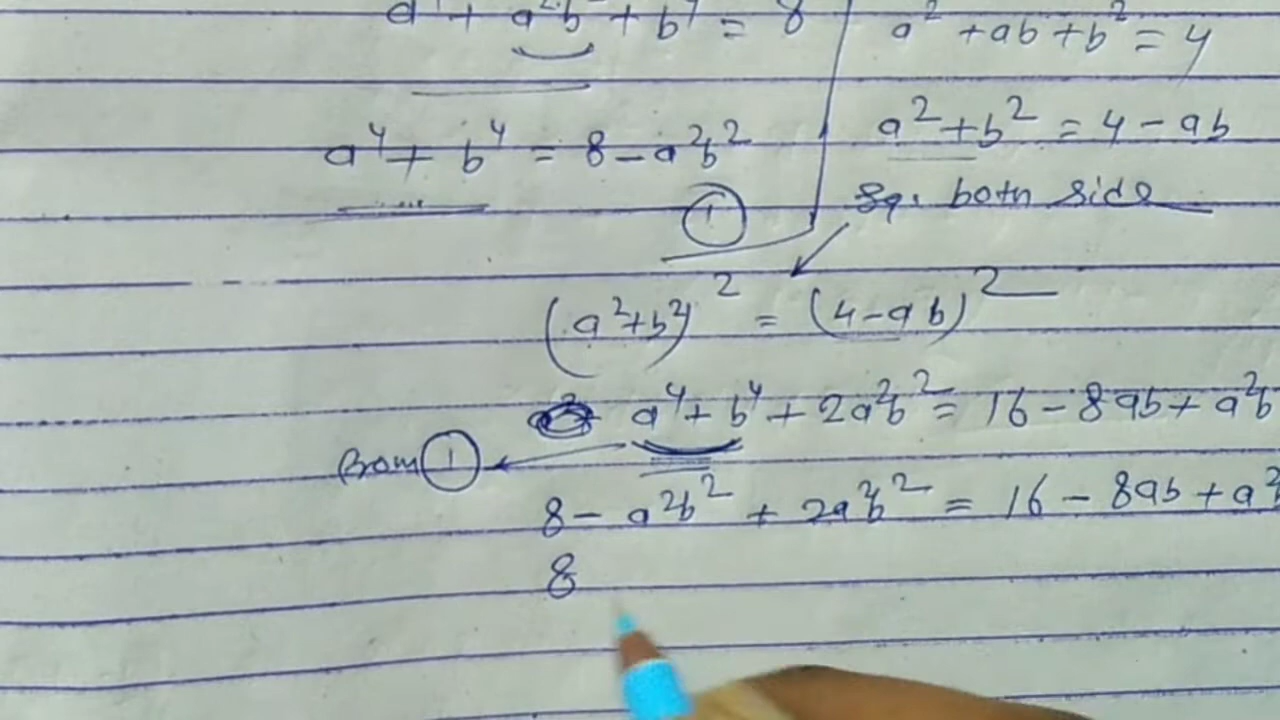 a⁴ + a²b² + b⁴ = 8
a² + ab + b² = 4
a⁴ + b⁴ = 8 - a²b²
①
a² + b² = 4 - ab
Sq. both side
(a² + b²)² = (4 - ab)²
a⁴ + b⁴ + 2a²b² = 16 - 8ab + a²b
From ①
8 - a²b² + 2a²b² = 16 - 8ab + a²
8